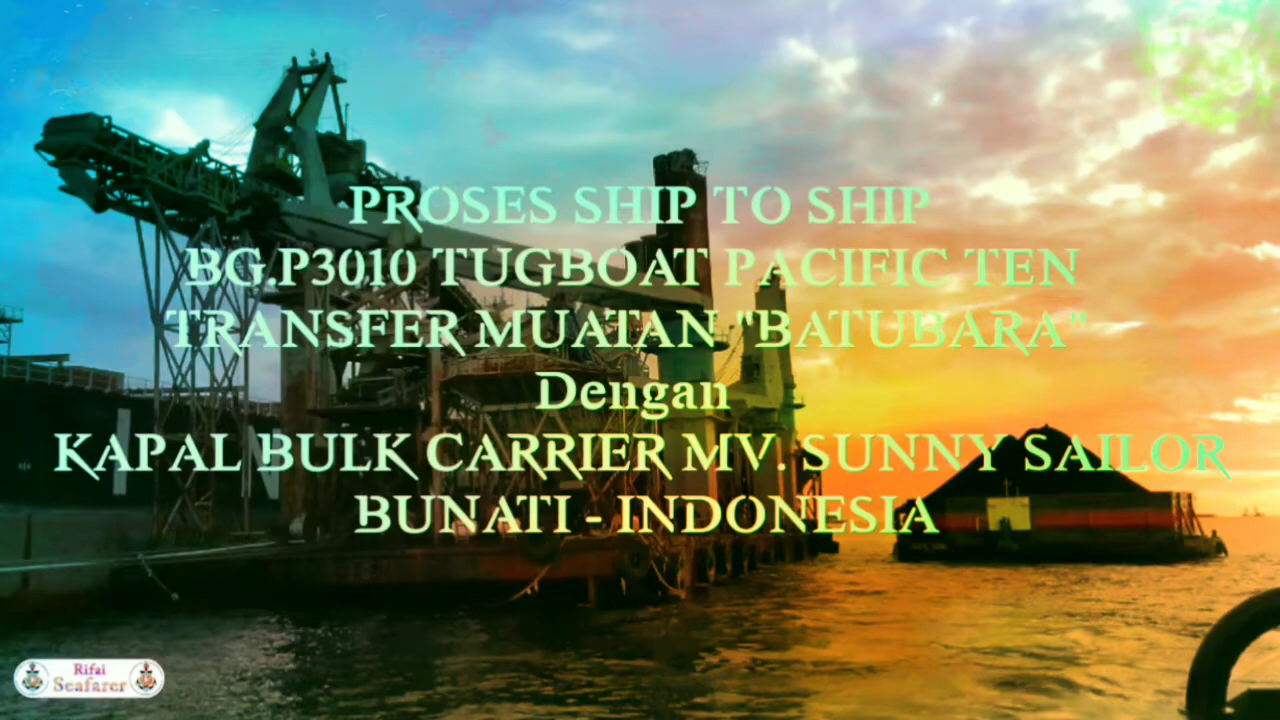 PROSES SHIP TO SHIP
BG.P3010 TUGBOAT PACIFIC TEN
TRANSFER MUATAN "BATUBARA"
Dengan
KAPAL BULK CARRIER MV. SUNNY SAILOR
BUNATI - INDONESIA
Rifai
Seafarer